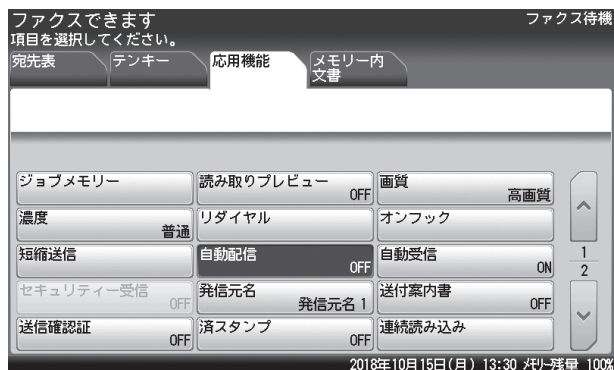 ファクスできます
ファクス待機
項目を選択してください。
宛先表
テンキー
応用機能
メモリー内
文書
ジョブメモリー
読み取りプレビュー
OFF
画質
高画質
濃度
普通
リダイヤル
オンフック
短縮送信
自動配信
OFF
自動受信
ON
1
2
セキュリティー受信
OFF
発信元名
発信元名 1
送付案内書
OFF
送信確認証
OFF
済スタンプ
OFF
連続読み込み
2018年10月15日(月) 13:30 メモリー残量 100%